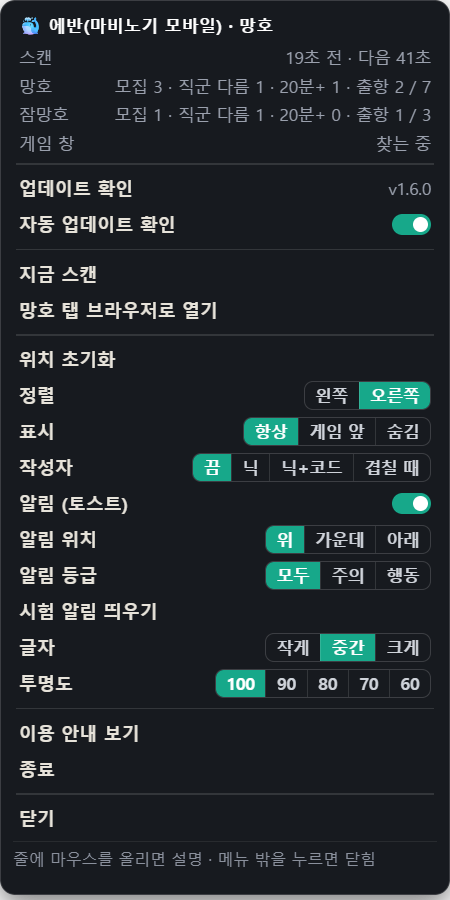 에반(마비노기 모바일) · 망호
스캔 19초 전 · 다음 41초
망호 모집 3 · 직군 다름 1 · 20분+ 1 · 출항 2 / 7
잠망호 모집 1 · 직군 다름 1 · 20분+ 0 · 출항 1 / 3
게임 창 찾는 중
업데이트 확인 v1.6.0
자동 업데이트 확인
지금 스캔
망호 탭 브라우저로 열기
위치 초기화
정렬 왼쪽 오른쪽
표시 항상 게임 앞 숨김
작성자 끔 닉 닉+코드 겹칠 때
알림 (토스트)
알림 위치 위 가운데 아래
알림 등급 모두 주의 행동
시험 알림 띄우기
글자 작게 중간 크게
투명도 100 90 80 70 60
이용 안내 보기
종료
닫기
줄에 마우스를 올리면 설명 · 메뉴 밖을 누르면 닫힘